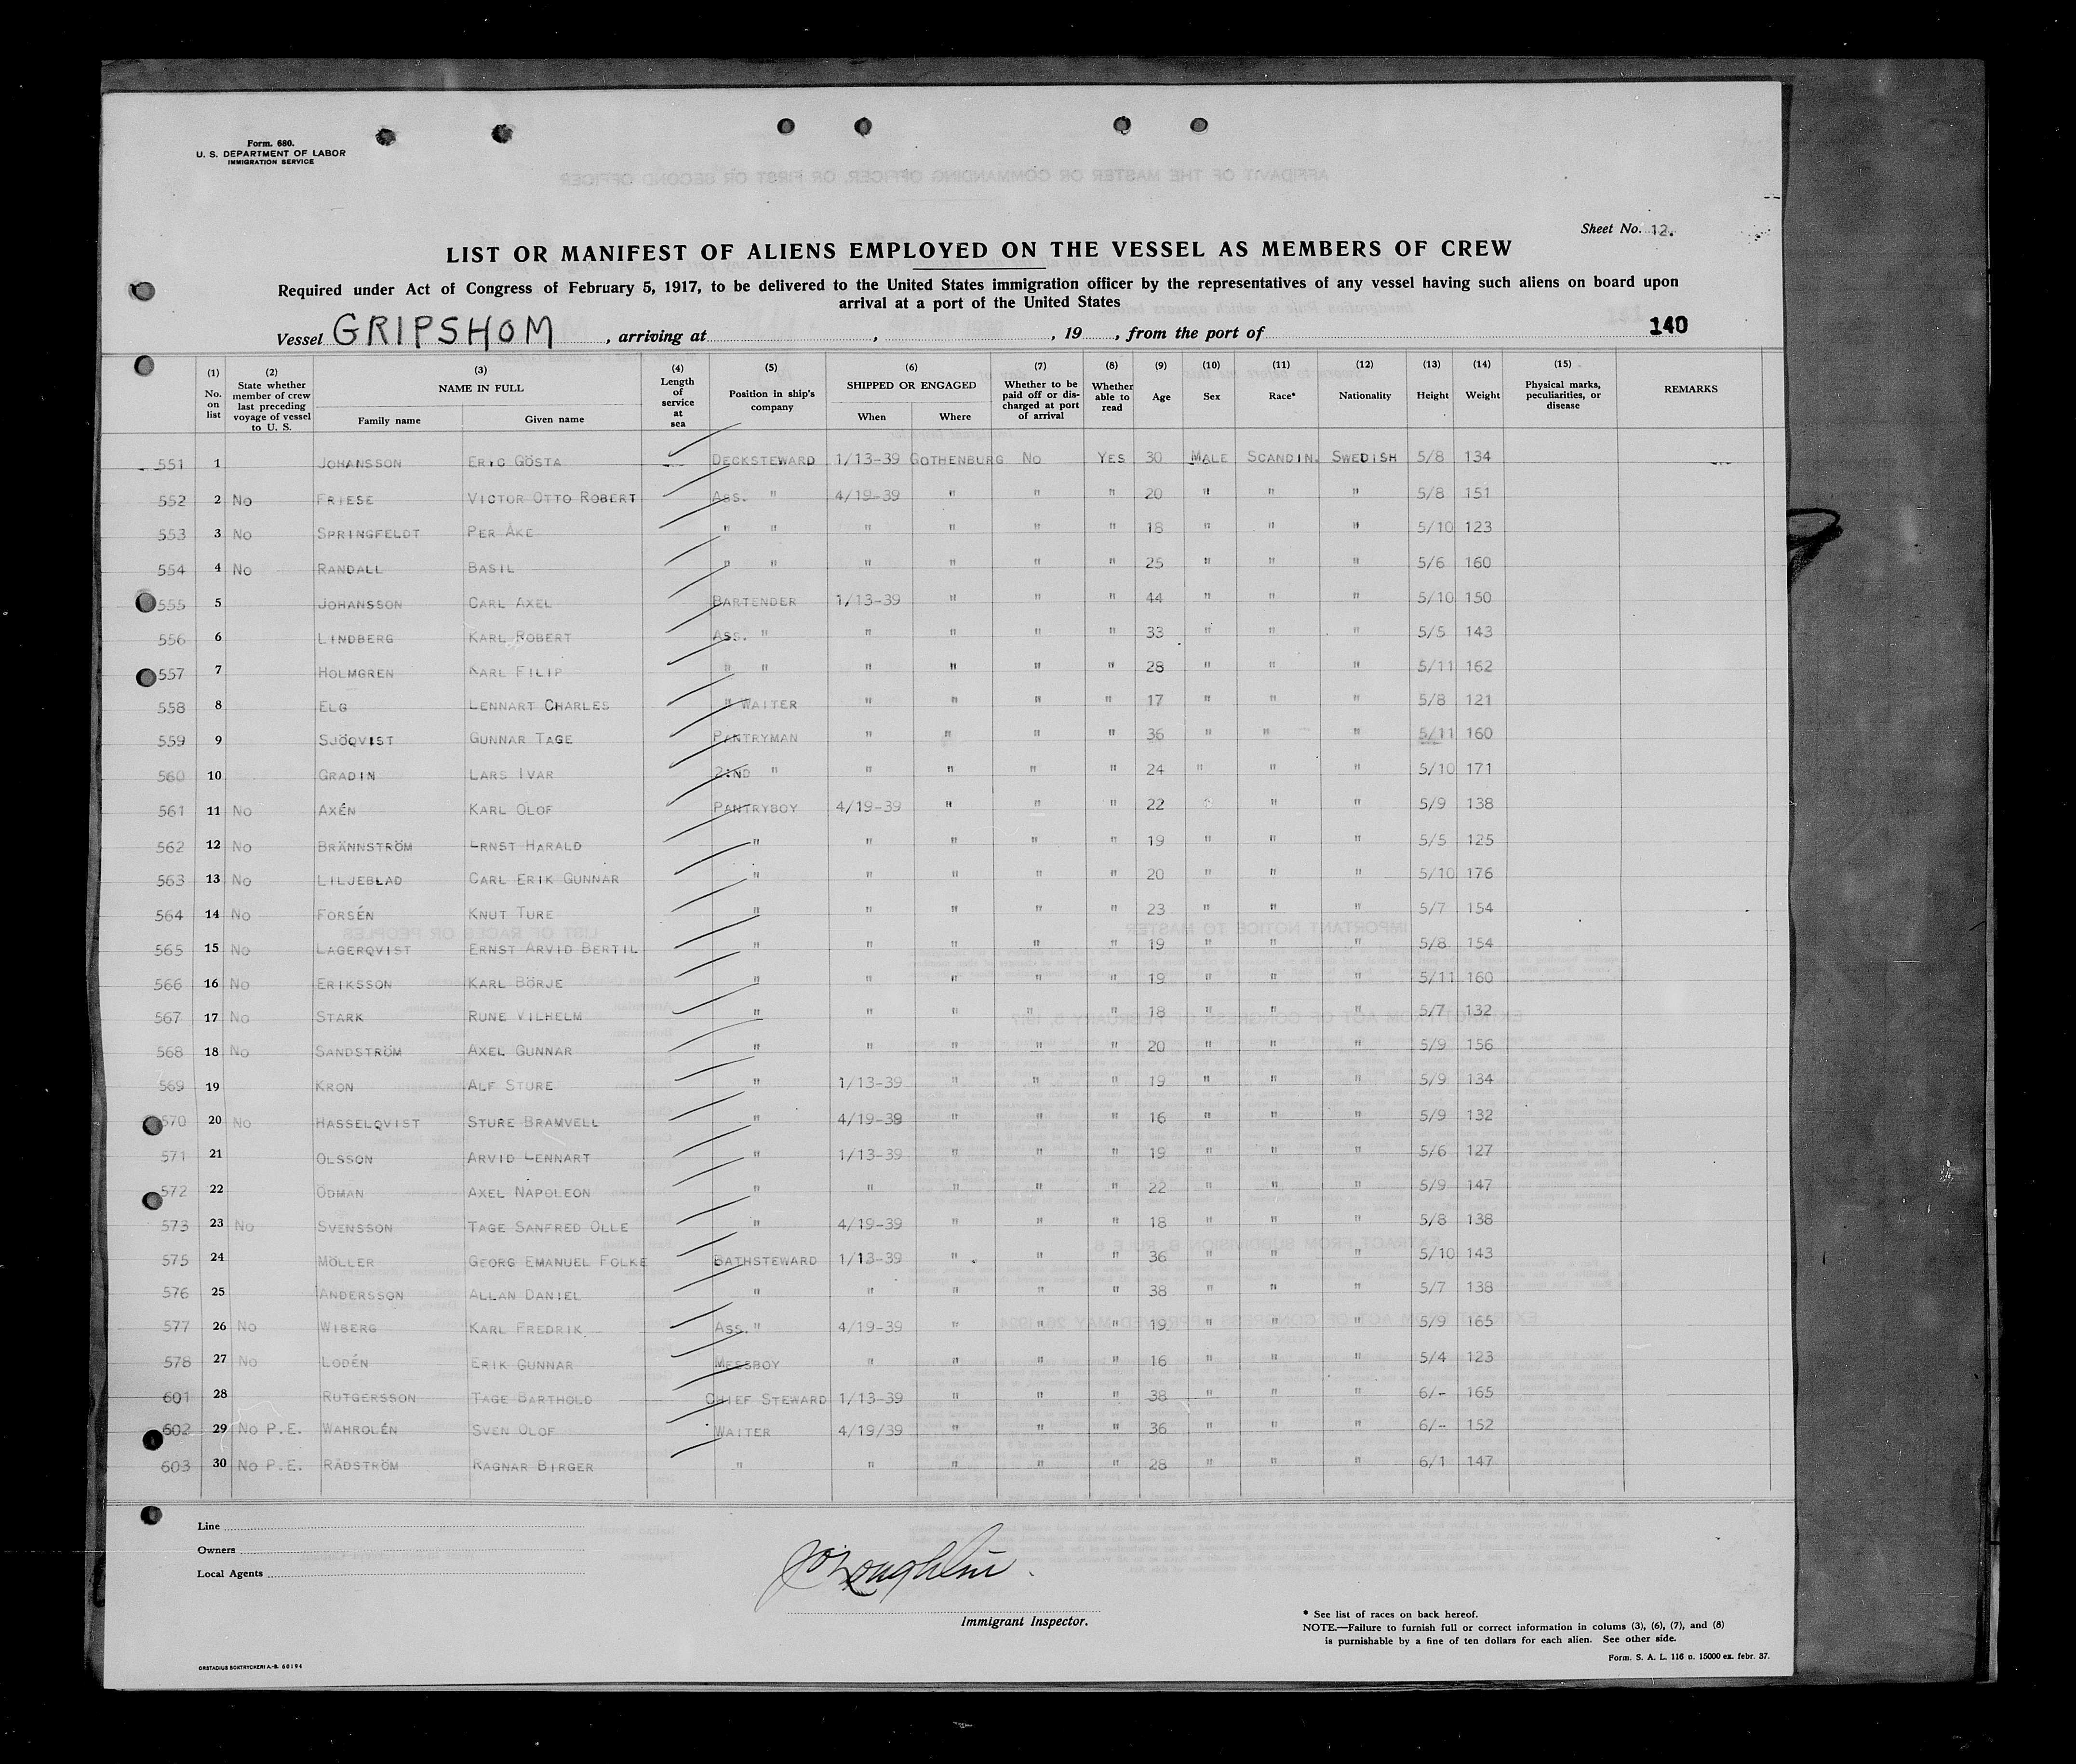 Form. 680.
U. S. DEPARTMENT OF LABOR
IMMIGRATION SERVICE
Sheet No. 12.
LIST OR MANIFEST OF ALIENS EMPLOYED ON THE VESSEL AS MEMBERS OF CREW
Required under Act of Congress of February 5, 1917, to be delivered to the United States immigration officer by the representatives of any vessel having such aliens on board upon
arrival at a port of the United States
Vessel GRIPSHOM, arriving at , , 19 , from the port of 140
(1) No. on list (2) State whether member of crew last preceding voyage of vessel to U. S. (3) NAME IN FULL Family name Given name (4) Length of service at sea (5) Position in ship's company (6) SHIPPED OR ENGAGED When Where (7) Whether to be paid off or discharged at port of arrival (8) Whether able to read (9) Age (10) Sex (11) Race* (12) Nationality (13) Height (14) Weight (15) Physical marks, peculiarities, or disease REMARKS
551 1 JOHANSSON ERIC GÖSTA DECKSTEWARD 1/13-39 GOTHENBURG NO YES 30 MALE SCANDIN. SWEDISH 5/8 134
552 2 NO FRIESE VICTOR OTTO ROBERT ASS. " 4/19-39 " " " 20 " " " 5/8 151
553 3 NO SPRINGFELDT PER ÅKE " " " " " " 18 " " " 5/10 123
554 4 NO RANDALL BASIL " " " " " " 25 " " " 5/6 160
555 5 JOHANSSON CARL AXEL BARTENDER 1/13-39 " " " 44 " " " 5/10 150
556 6 LINDBERG KARL ROBERT ASS. " " " " " 33 " " " 5/5 143
557 7 HOLMGREN KARL FILIP " " " " " " 28 " " " 5/11 162
558 8 ELG LENNART CHARLES " WAITER " " " " 17 " " " 5/8 121
559 9 SJÖQVIST GUNNAR TAGE PANTRYMAN " " " " 36 " " " 5/11 160
560 10 GRADIN LARS IVAR 2:ND " " " " " 24 " " " 5/10 171
561 11 NO AXÉN KARL OLOF PANTRYBOY 4/19-39 " " " 22 " " " 5/9 138
562 12 NO BRÄNNSTRÖM ERNST HARALD " " " " " 19 " " " 5/5 125
563 13 NO LILJEBLAD CARL ERIK GUNNAR " " " " " 20 " " " 5/10 176
564 14 NO FORSÉN KNUT TURE " " " " " 23 " " " 5/7 154
565 15 NO LAGERQVIST ERNST ARVID BERTIL " " " " " 19 " " " 5/8 154
566 16 NO ERIKSSON KARL BÖRJE " " " " " 19 " " " 5/11 160
567 17 NO STARK RUNE VILHELM " " " " " 18 " " " 5/7 132
568 18 NO SANDSTRÖM AXEL GUNNAR " " " " " 20 " " " 5/9 156
569 19 KRON ALF STURE " 1/13-39 " " " 19 " " " 5/9 134
570 20 NO HASSELQVIST STURE BRAMVELL " 4/19-39 " " " 16 " " " 5/9 132
571 21 OLSSON ARVID LENNART " 1/13-39 " " " 19 " " " 5/6 127
572 22 ÖDMAN AXEL NAPOLEON " " " " " 22 " " " 5/9 147
573 23 NO SVENSSON TAGE SANFRED OLLE " 4/19-39 " " " 18 " " " 5/8 138
575 24 MÖLLER GEORG EMANUEL FOLKE BATHSTEWARD 1/13-39 " " " 36 " " " 5/10 143
576 25 ANDERSSON ALLAN DANIEL " " " " " 38 " " " 5/7 138
577 26 NO WIBERG KARL FREDRIK ASS. " 4/19-39 " " " 19 " " " 5/9 165
578 27 NO LODÉN ERIK GUNNAR MESSBOY " " " " 16 " " " 5/4 123
601 28 RUTGERSSON TAGE BARTHOLD CHIEF STEWARD 1/13-39 " " " 38 " " " 6/- 165
602 29 NO P.E. WAHROLÉN SVEN OLOF WAITER 4/19/39 " " " 36 " " " 6/- 152
603 30 NO P.E. RÅDSTRÖM RAGNAR BIRGER " " " " " 28 " " " 6/1 147
Line
Owners
Local Agents
Immigrant Inspector.
* See list of races on back hereof.
NOTE.—Failure to furnish full or correct information in colums (3), (6), (7), and (8)
is punishable by a fine of ten dollars for each alien. See other side.
ORSTADIUS BOKTRYCKERI A.-B. 60194
Form. S. A. L. 116 n. 15000 ex. febr. 37.